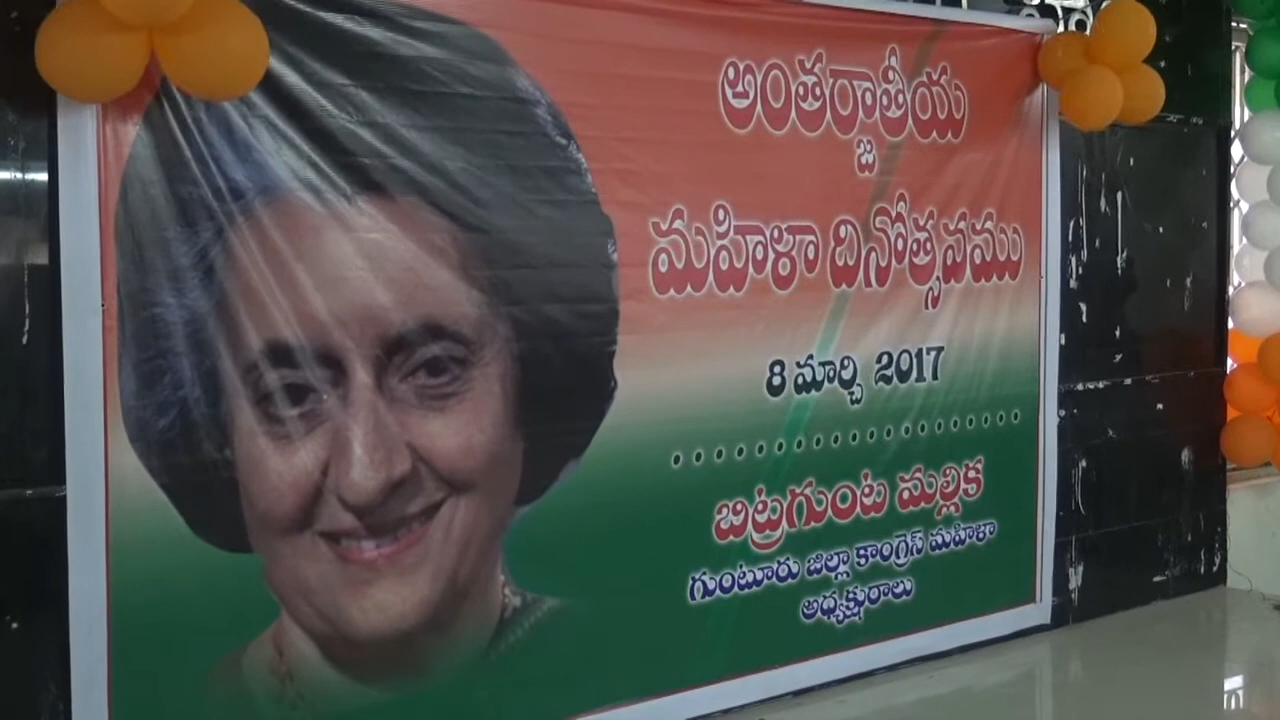 అంతర్జాతీయ
మహిళా దినోత్సవము
8 మార్చి 2017
బిట్రగుంట మల్లిక
గుంటూరు జిల్లా కాంగ్రెస్ మహిళా
అధ్యక్షురాలు